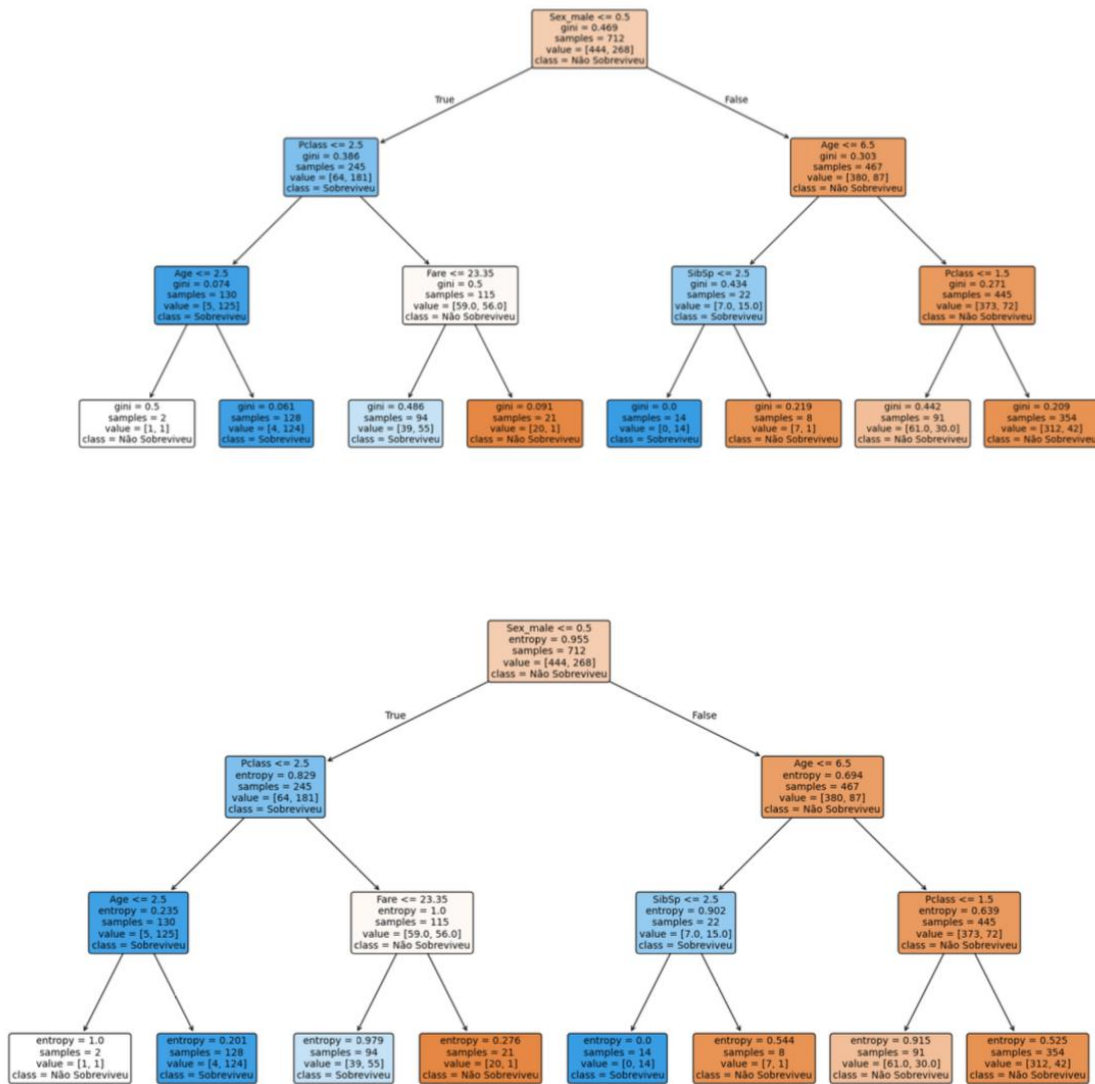 Sex_male <= 0.5
gini = 0.469
samples = 712
value = [444, 268]
class = Não Sobreviveu
True
False
Pclass <= 2.5
gini = 0.386
samples = 245
value = [64, 181]
class = Sobreviveu
Age <= 6.5
gini = 0.303
samples = 467
value = [380, 87]
class = Não Sobreviveu
Age <= 2.5
gini = 0.074
samples = 130
value = [5, 125]
class = Sobreviveu
Fare <= 23.35
gini = 0.5
samples = 115
value = [59.0, 56.0]
class = Não Sobreviveu
SibSp <= 2.5
gini = 0.434
samples = 22
value = [7.0, 15.0]
class = Sobreviveu
Pclass <= 1.5
gini = 0.271
samples = 445
value = [373, 72]
class = Não Sobreviveu
gini = 0.5
samples = 2
value = [1, 1]
class = Não Sobreviveu
gini = 0.061
samples = 128
value = [4, 124]
class = Sobreviveu
gini = 0.486
samples = 94
value = [39, 55]
class = Sobreviveu
gini = 0.091
samples = 21
value = [20, 1]
class = Não Sobreviveu
gini = 0.0
samples = 14
value = [0, 14]
class = Sobreviveu
gini = 0.219
samples = 8
value = [7, 1]
class = Não Sobreviveu
gini = 0.442
samples = 91
value = [61.0, 30.0]
class = Não Sobreviveu
gini = 0.209
samples = 354
value = [312, 42]
class = Não Sobreviveu
Sex_male <= 0.5
entropy = 0.955
samples = 712
value = [444, 268]
class = Não Sobreviveu
True
False
Pclass <= 2.5
entropy = 0.829
samples = 245
value = [64, 181]
class = Sobreviveu
Age <= 6.5
entropy = 0.694
samples = 467
value = [380, 87]
class = Não Sobreviveu
Age <= 2.5
entropy = 0.235
samples = 130
value = [5, 125]
class = Sobreviveu
Fare <= 23.35
entropy = 1.0
samples = 115
value = [59.0, 56.0]
class = Não Sobreviveu
SibSp <= 2.5
entropy = 0.902
samples = 22
value = [7.0, 15.0]
class = Sobreviveu
Pclass <= 1.5
entropy = 0.639
samples = 445
value = [373, 72]
class = Não Sobreviveu
entropy = 1.0
samples = 2
value = [1, 1]
class = Não Sobreviveu
entropy = 0.201
samples = 128
value = [4, 124]
class = Sobreviveu
entropy = 0.979
samples = 94
value = [39, 55]
class = Sobreviveu
entropy = 0.276
samples = 21
value = [20, 1]
class = Não Sobreviveu
entropy = 0.0
samples = 14
value = [0, 14]
class = Sobreviveu
entropy = 0.544
samples = 8
value = [7, 1]
class = Não Sobreviveu
entropy = 0.915
samples = 91
value = [61.0, 30.0]
class = Não Sobreviveu
entropy = 0.525
samples = 354
value = [312, 42]
class = Não Sobreviveu